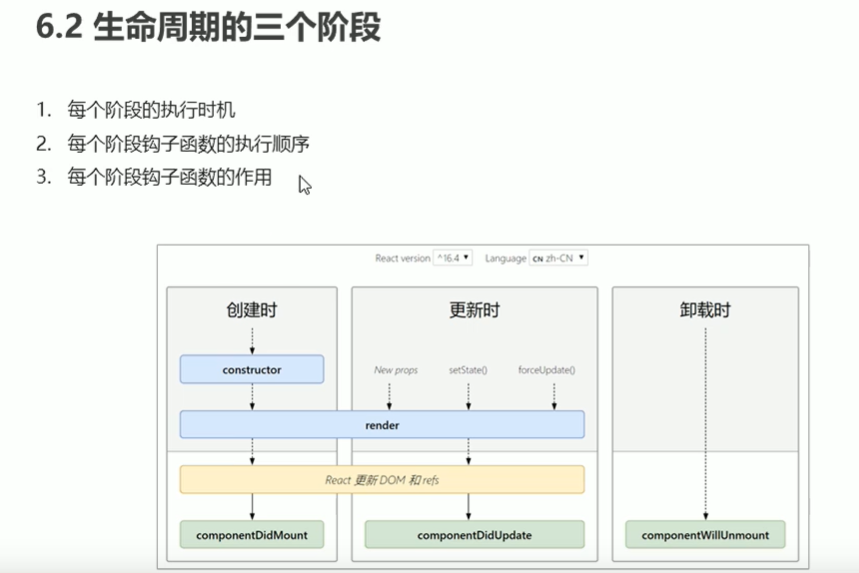 6.2 生命周期的三个阶段
1. 每个阶段的执行时机
2. 每个阶段钩子函数的执行顺序
3. 每个阶段钩子函数的作用
React version ^16.4 Language CN zh-CN
创建时 更新时 卸载时
constructor New props setState() forceUpdate()
render
React 更新 DOM 和 refs
componentDidMount componentDidUpdate componentWillUnmount